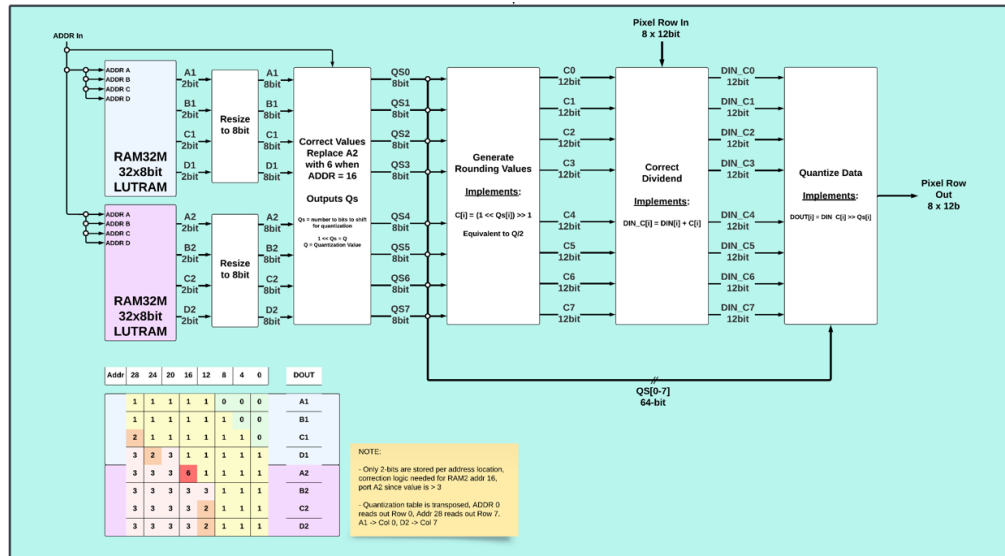 Pixel Row In
8 x 12bit
ADDR In
ADDR A
ADDR B
ADDR C
ADDR D
RAM32M
32x8bit
LUTRAM
A1
2bit
B1
2bit
C1
2bit
D1
2bit
Resize
to 8bit
A1
8bit
B1
8bit
C1
8bit
D1
8bit
ADDR A
ADDR B
ADDR C
ADDR D
RAM32M
32x8bit
LUTRAM
A2
2bit
B2
2bit
C2
2bit
D2
2bit
Resize
to 8bit
A2
8bit
B2
8bit
C2
8bit
D2
8bit
Correct Values
Replace A2
with 6 when
ADDR = 16
Outputs Qs
Qs = number to bits to shift
for quantization
1 << Qs = Q
Q = Quantization Value
QS0
8bit
QS1
8bit
QS2
8bit
QS3
8bit
QS4
8bit
QS5
8bit
QS6
8bit
QS7
8bit
Generate
Rounding Values
Implements:
C[i] = (1 << Qs[i]) >> 1
Equivalent to Q/2
C0
12bit
C1
12bit
C2
12bit
C3
12bit
C4
12bit
C5
12bit
C6
12bit
C7
12bit
Correct
Dividend
Implements:
DIN_C[i] = DIN[i] + C[i]
DIN_C0
12bit
DIN_C1
12bit
DIN_C2
12bit
DIN_C3
12bit
DIN_C4
12bit
DIN_C5
12bit
DIN_C6
12bit
DIN_C7
12bit
Quantize Data
Implements:
DOUT[i] = DIN_C[i] >> Qs[i]
Pixel Row
Out
8 x 12b
QS[0-7]
64-bit
Addr 28 24 20 16 12 8 4 0 DOUT
1 1 1 1 1 0 0 0 A1
1 1 1 1 1 1 0 0 B1
2 1 1 1 1 1 1 0 C1
3 2 3 1 1 1 1 1 D1
3 3 3 6 1 1 1 1 A2
3 3 3 3 3 1 1 1 B2
3 3 3 3 2 1 1 1 C2
3 3 3 3 2 1 1 1 D2
NOTE:
- Only 2-bits are stored per address location,
correction logic needed for RAM2 addr 16,
port A2 since value is > 3
- Quantization table is transposed, ADDR 0
reads out Row 0, Addr 28 reads out Row 7.
A1 -> Col 0, D2 -> Col 7